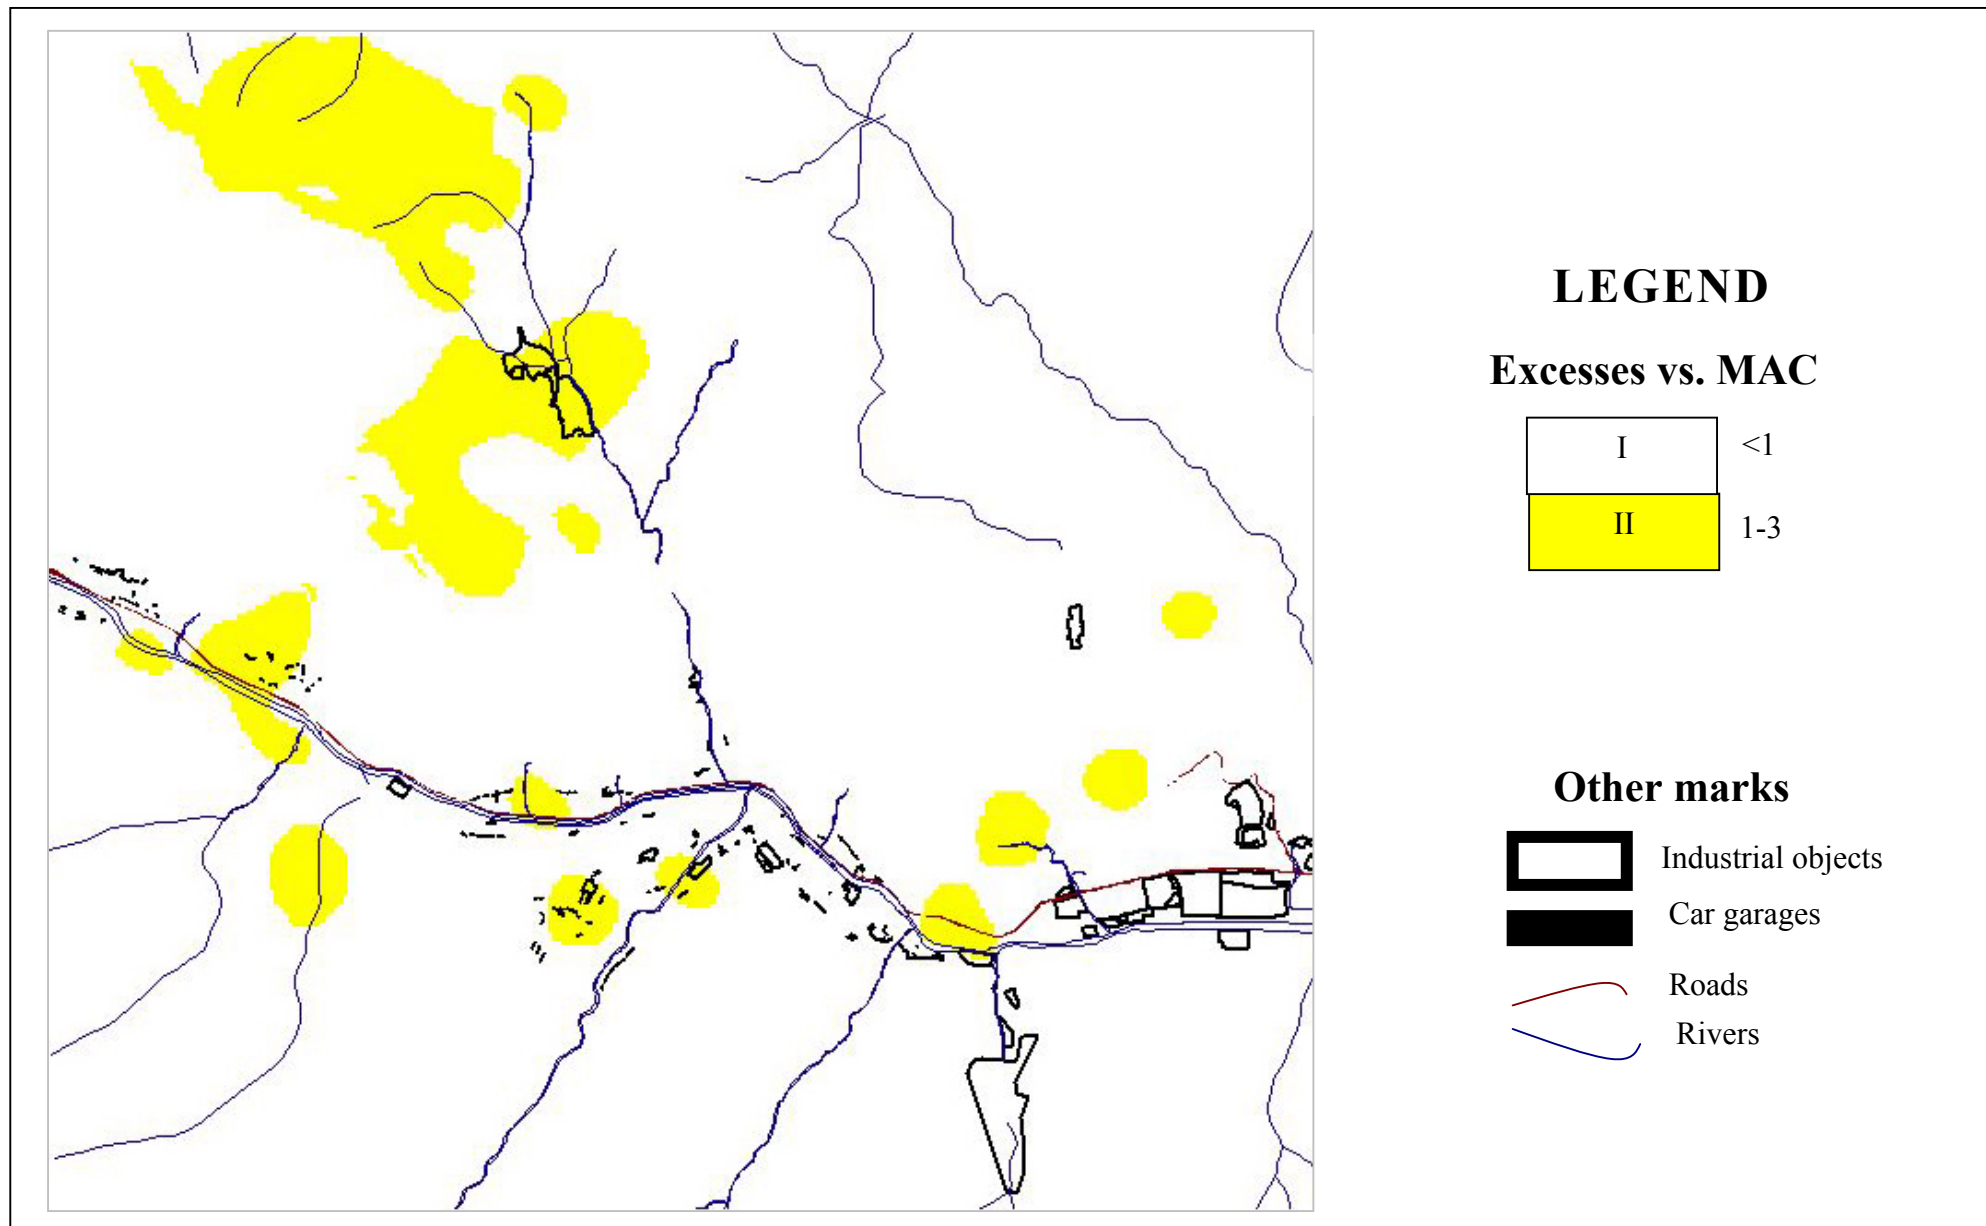 LEGEND
Excesses vs. MAC
I <1
II 1-3
Other marks
Industrial objects
Car garages
Roads
Rivers